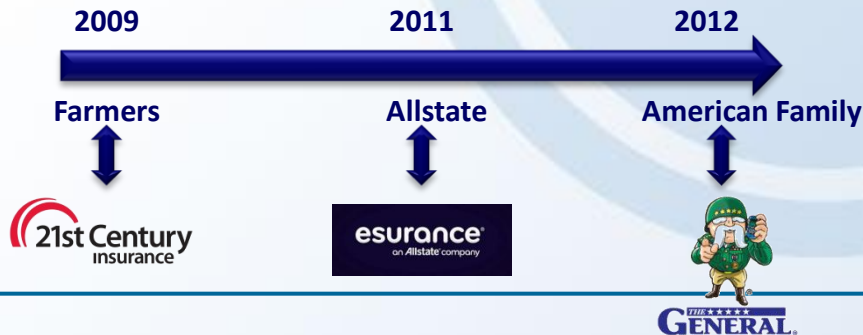 2009 2011 2012
Farmers Allstate American Family
21st Century
insurance
esurance®
an Allstate® company
THE
GENERAL®